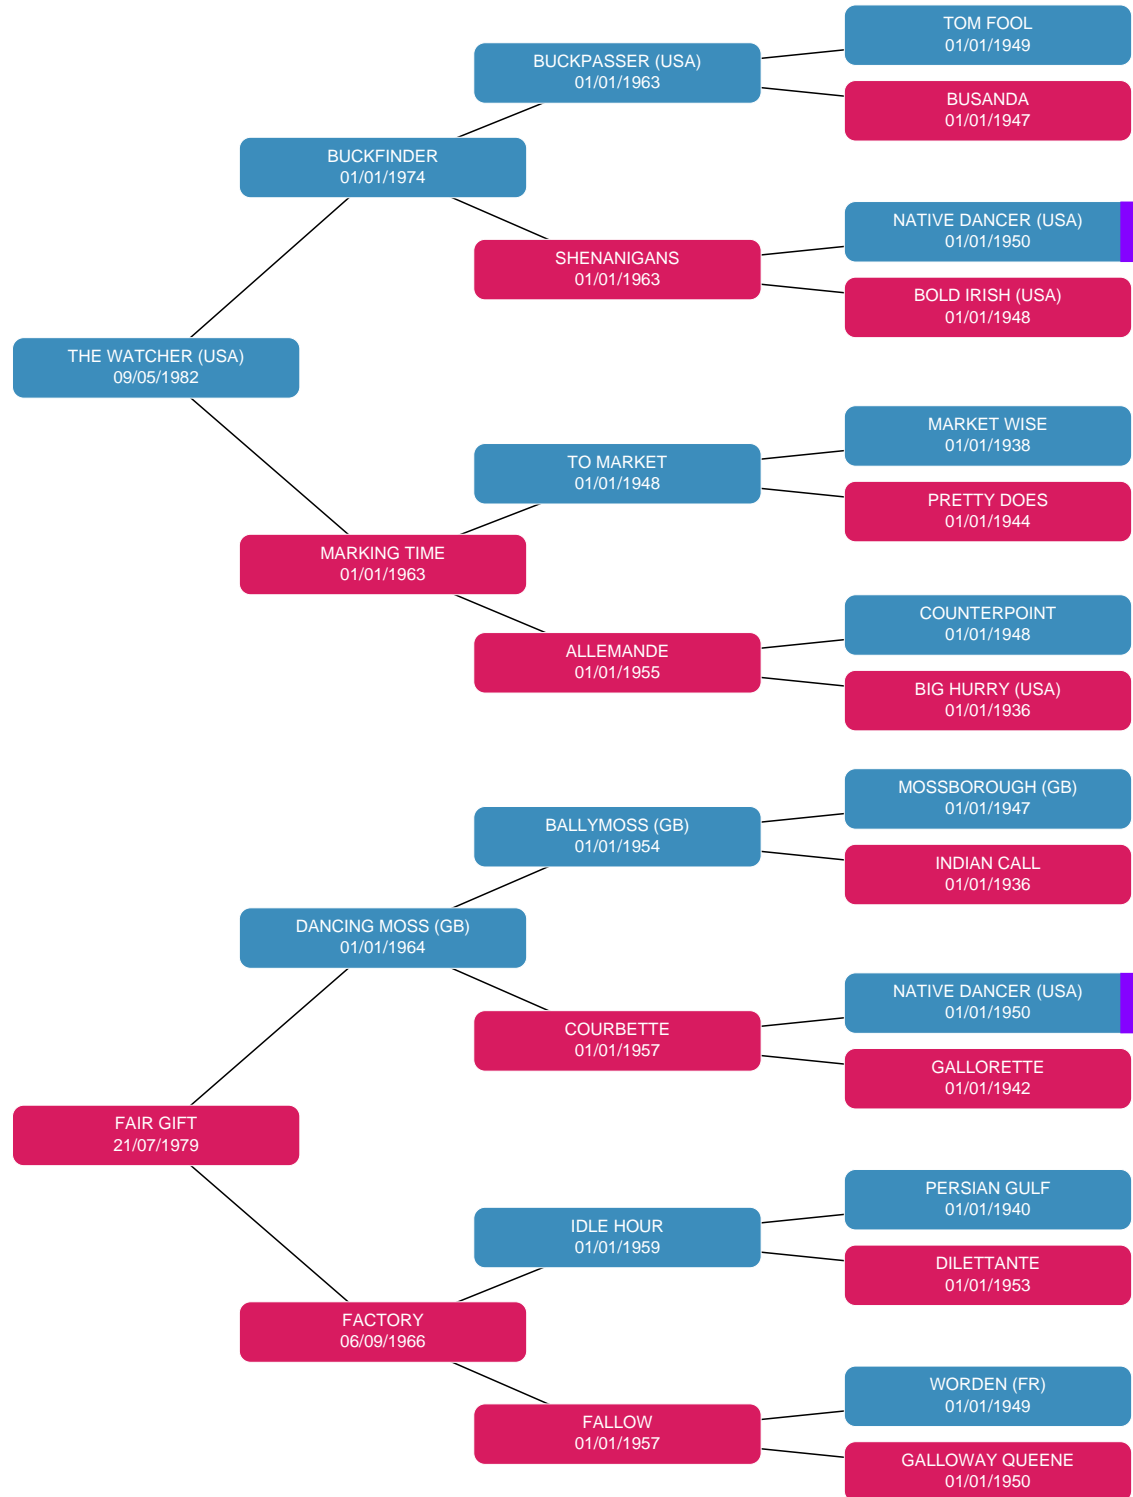 TOM FOOL
01/01/1949
BUCKPASSER (USA)
01/01/1963
BUSANDA
01/01/1947
BUCKFINDER
01/01/1974
NATIVE DANCER (USA)
01/01/1950
SHENANIGANS
01/01/1963
BOLD IRISH (USA)
01/01/1948
THE WATCHER (USA)
09/05/1982
MARKET WISE
01/01/1938
TO MARKET
01/01/1948
PRETTY DOES
01/01/1944
MARKING TIME
01/01/1963
COUNTERPOINT
01/01/1948
ALLEMANDE
01/01/1955
BIG HURRY (USA)
01/01/1936
MOSSBOROUGH (GB)
01/01/1947
BALLYMOSS (GB)
01/01/1954
INDIAN CALL
01/01/1936
DANCING MOSS (GB)
01/01/1964
NATIVE DANCER (USA)
01/01/1950
COURBETTE
01/01/1957
GALLORETTE
01/01/1942
FAIR GIFT
21/07/1979
PERSIAN GULF
01/01/1940
IDLE HOUR
01/01/1959
DILETTANTE
01/01/1953
FACTORY
06/09/1966
WORDEN (FR)
01/01/1949
FALLOW
01/01/1957
GALLOWAY QUEENE
01/01/1950